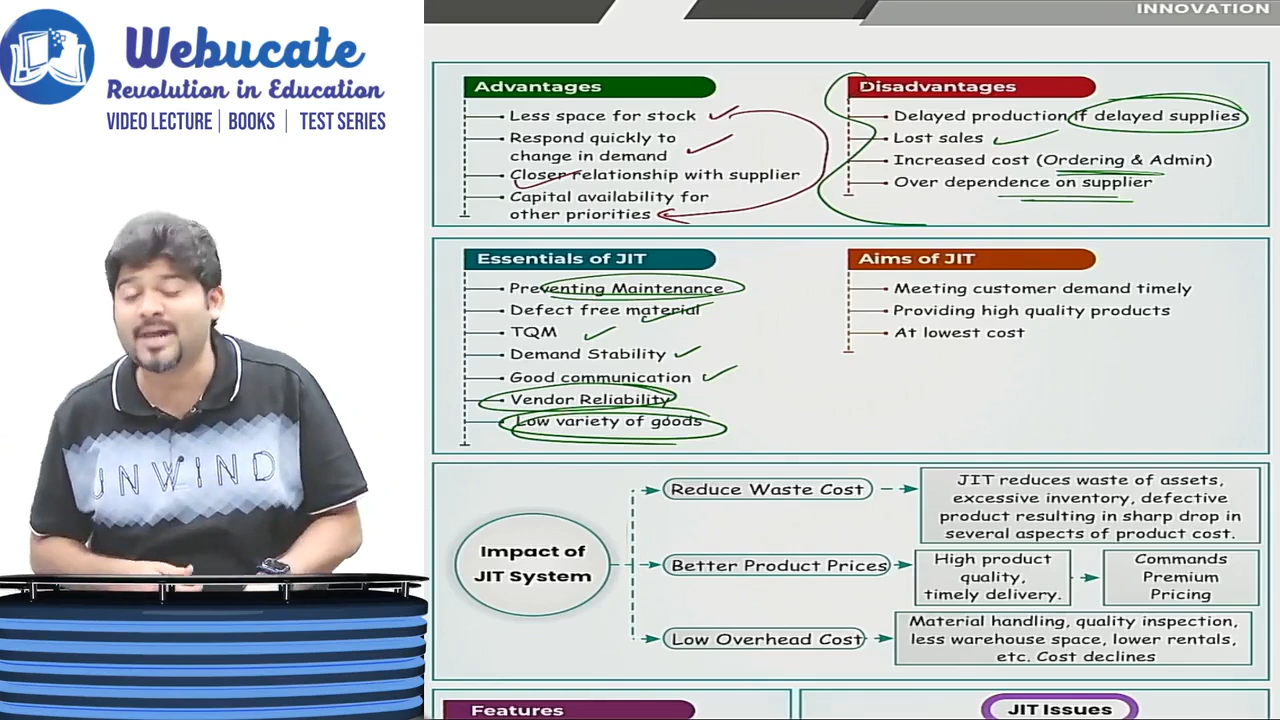 Webucate
Revolution in Education
VIDEO LECTURE | BOOKS | TEST SERIES
UNWIND
INNOVATION
Advantages
Less space for stock
Respond quickly to
change in demand
Closer relationship with supplier
Capital availability for
other priorities
Disadvantages
Delayed production if delayed supplies
Lost sales
Increased cost (Ordering & Admin)
Over dependence on supplier
Essentials of JIT
Preventing Maintenance
Defect free material
TQM
Demand Stability
Good communication
Vendor Reliability
Low variety of goods
Aims of JIT
Meeting customer demand timely
Providing high quality products
At lowest cost
Impact of
JIT System
Reduce Waste Cost
JIT reduces waste of assets,
excessive inventory, defective
product resulting in sharp drop in
several aspects of product cost.
Better Product Prices
High product
quality,
timely delivery.
Commands
Premium
Pricing
Low Overhead Cost
Material handling, quality inspection,
less warehouse space, lower rentals,
etc. Cost declines
Features
JIT Issues